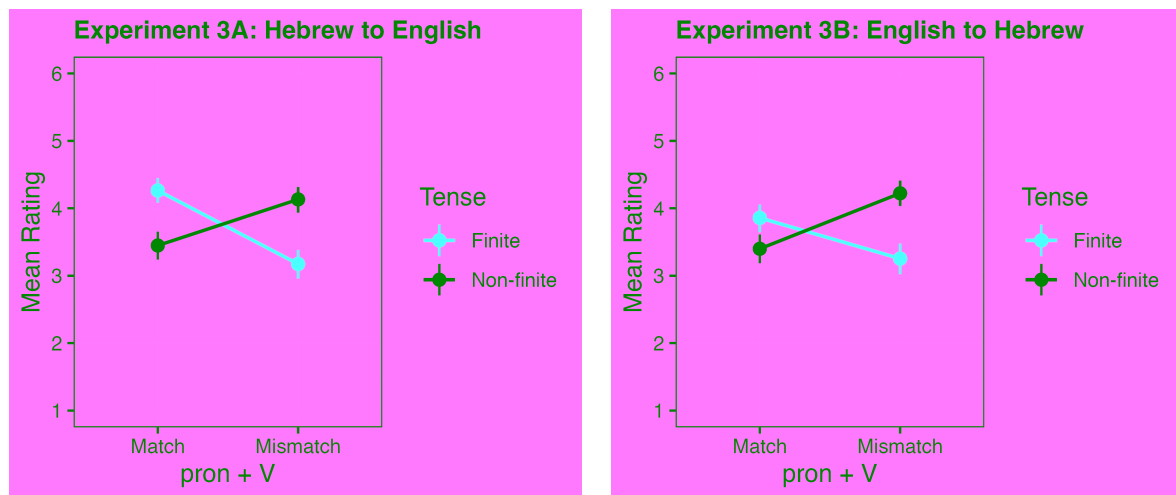 Experiment 3A: Hebrew to English
Mean Rating
6
5
4
3
2
1
Match
Mismatch
pron + V
Tense
Finite
Non-finite
Experiment 3B: English to Hebrew
Mean Rating
6
5
4
3
2
1
Match
Mismatch
pron + V
Tense
Finite
Non-finite